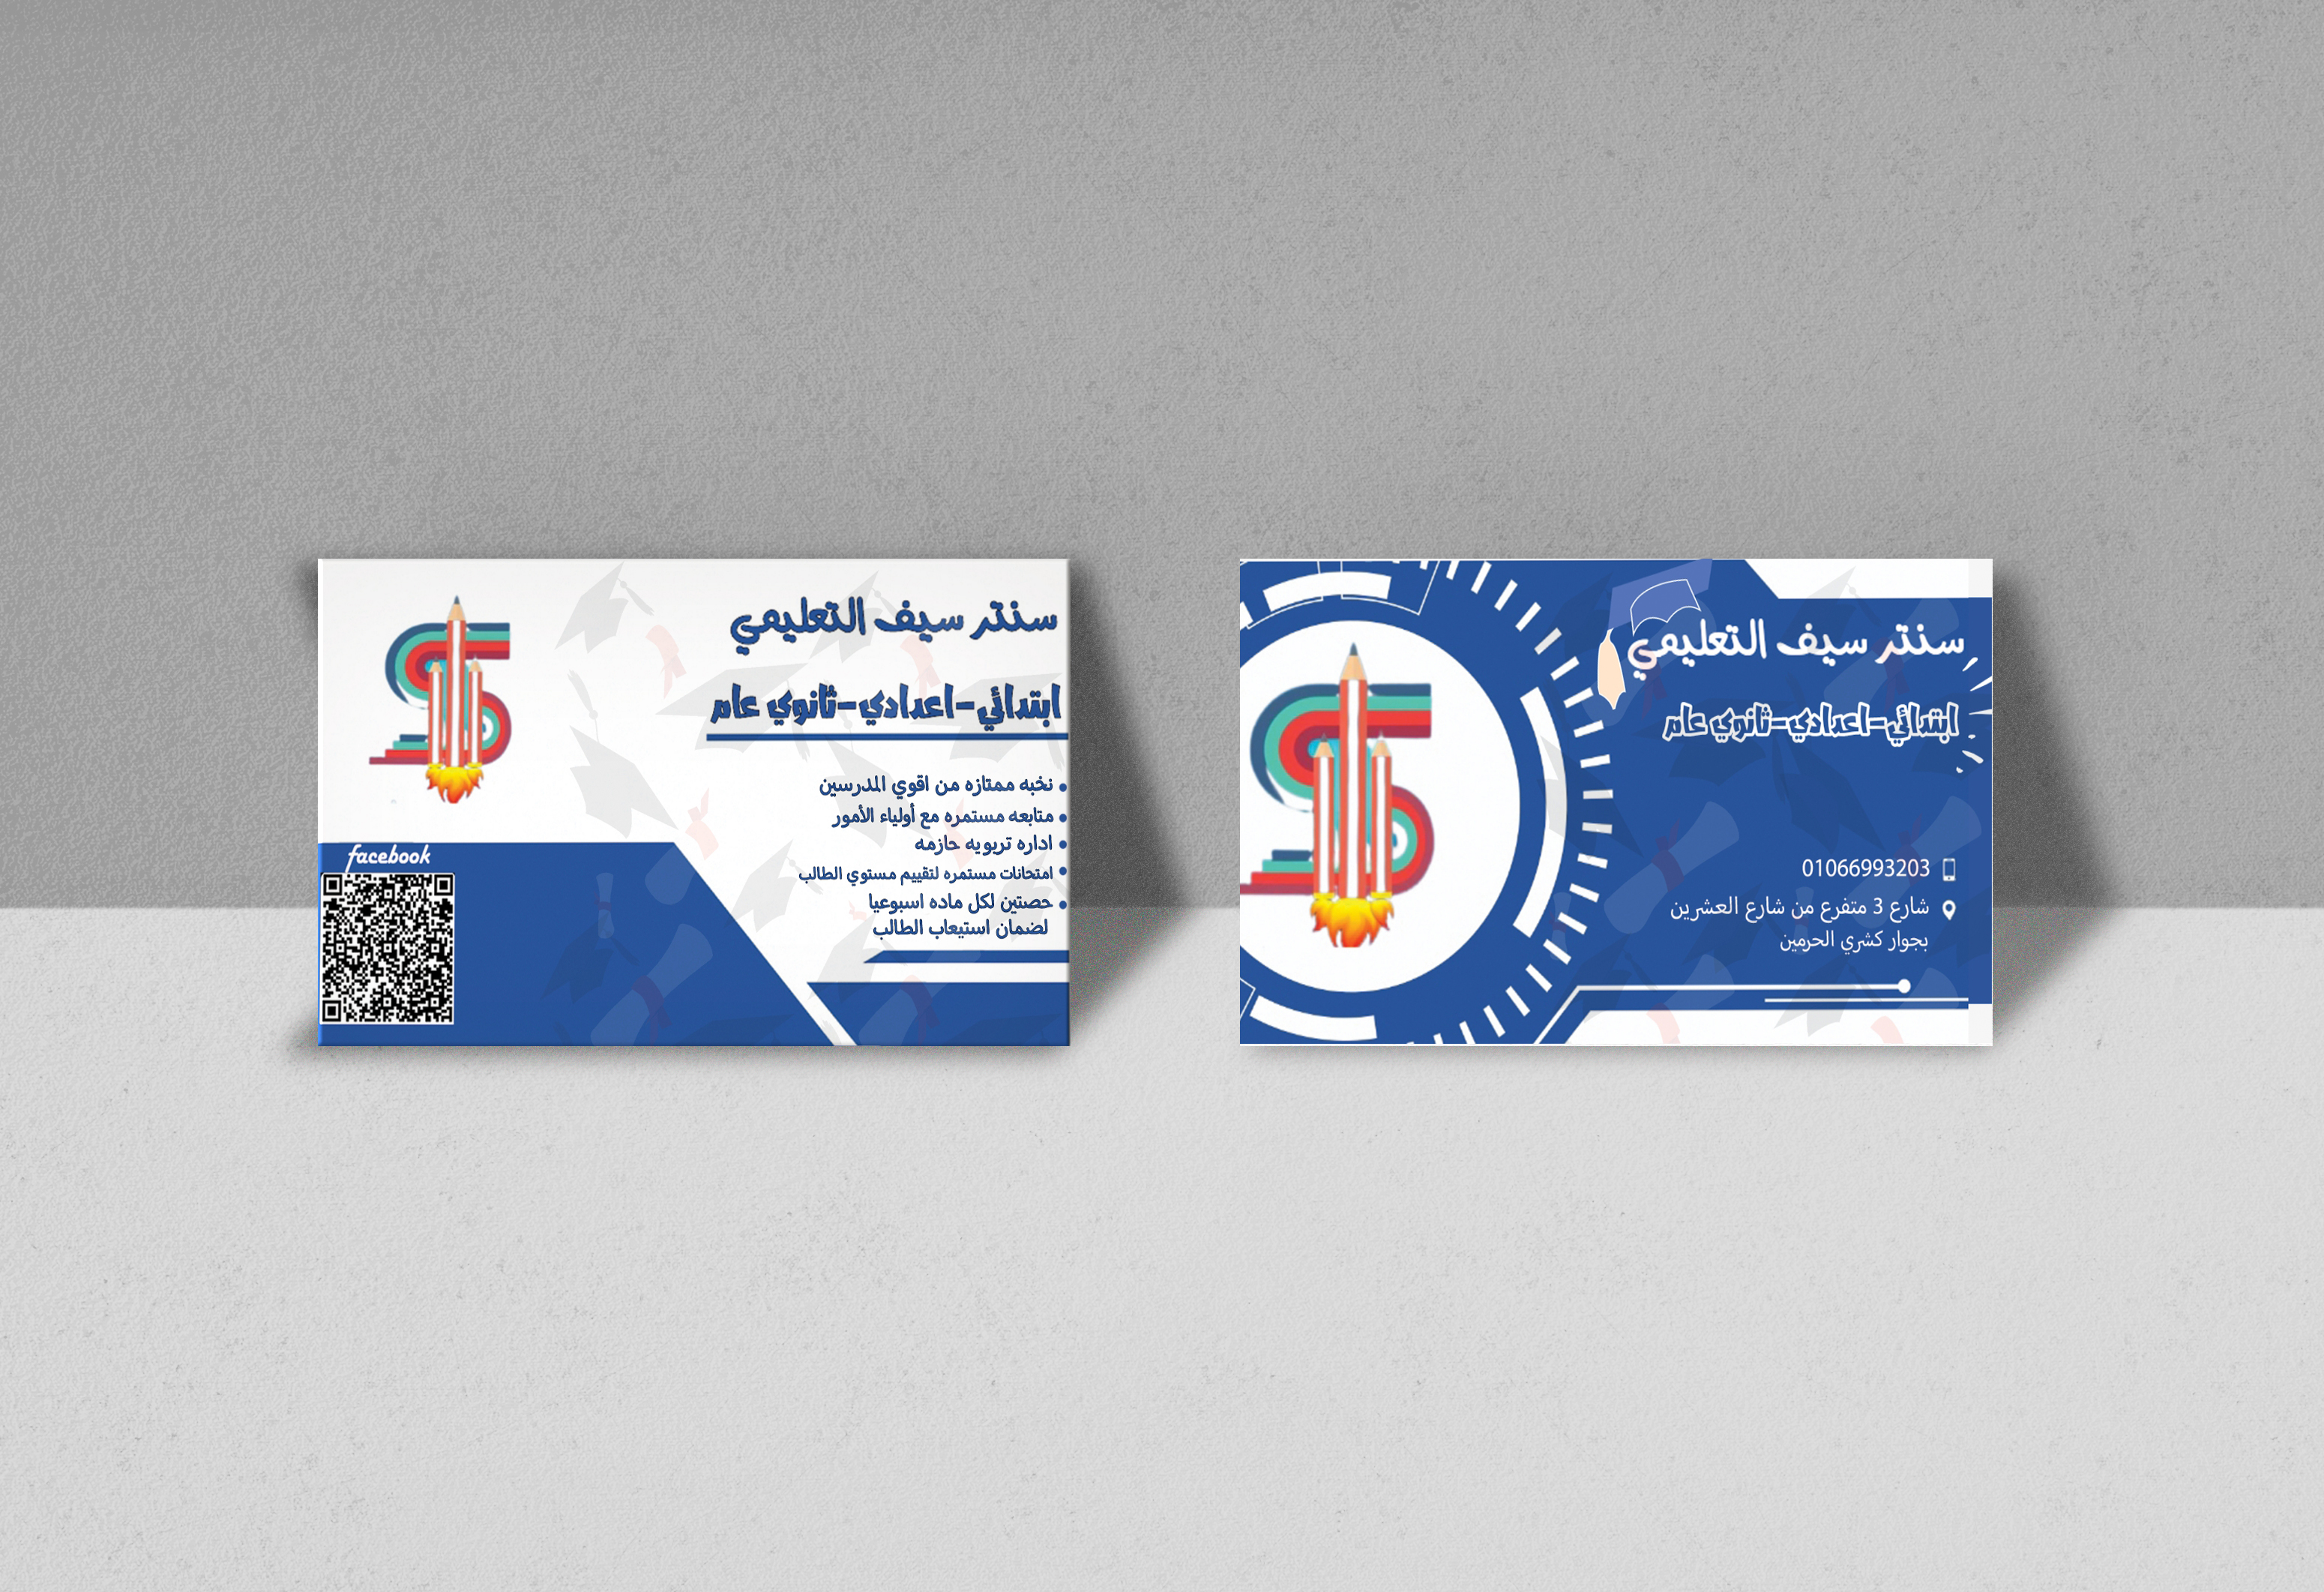 سنتر سيف التعليمي
ابتدائي-اعدادي-ثانوي عام
• نخبه ممتازه من اقوي المدرسين
• متابعه مستمره مع أولياء الأمور
• اداره تربويه حازمه
• امتحانات مستمره لتقييم مستوي الطالب
• حصتين لكل ماده اسبوعيا
لضمان استيعاب الطالب
facebook
سنتر سيف التعليمي
ابتدائي-اعدادي-ثانوي عام
01066993203
شارع 3 متفرع من شارع العشرين
بجوار كشري الحرمين